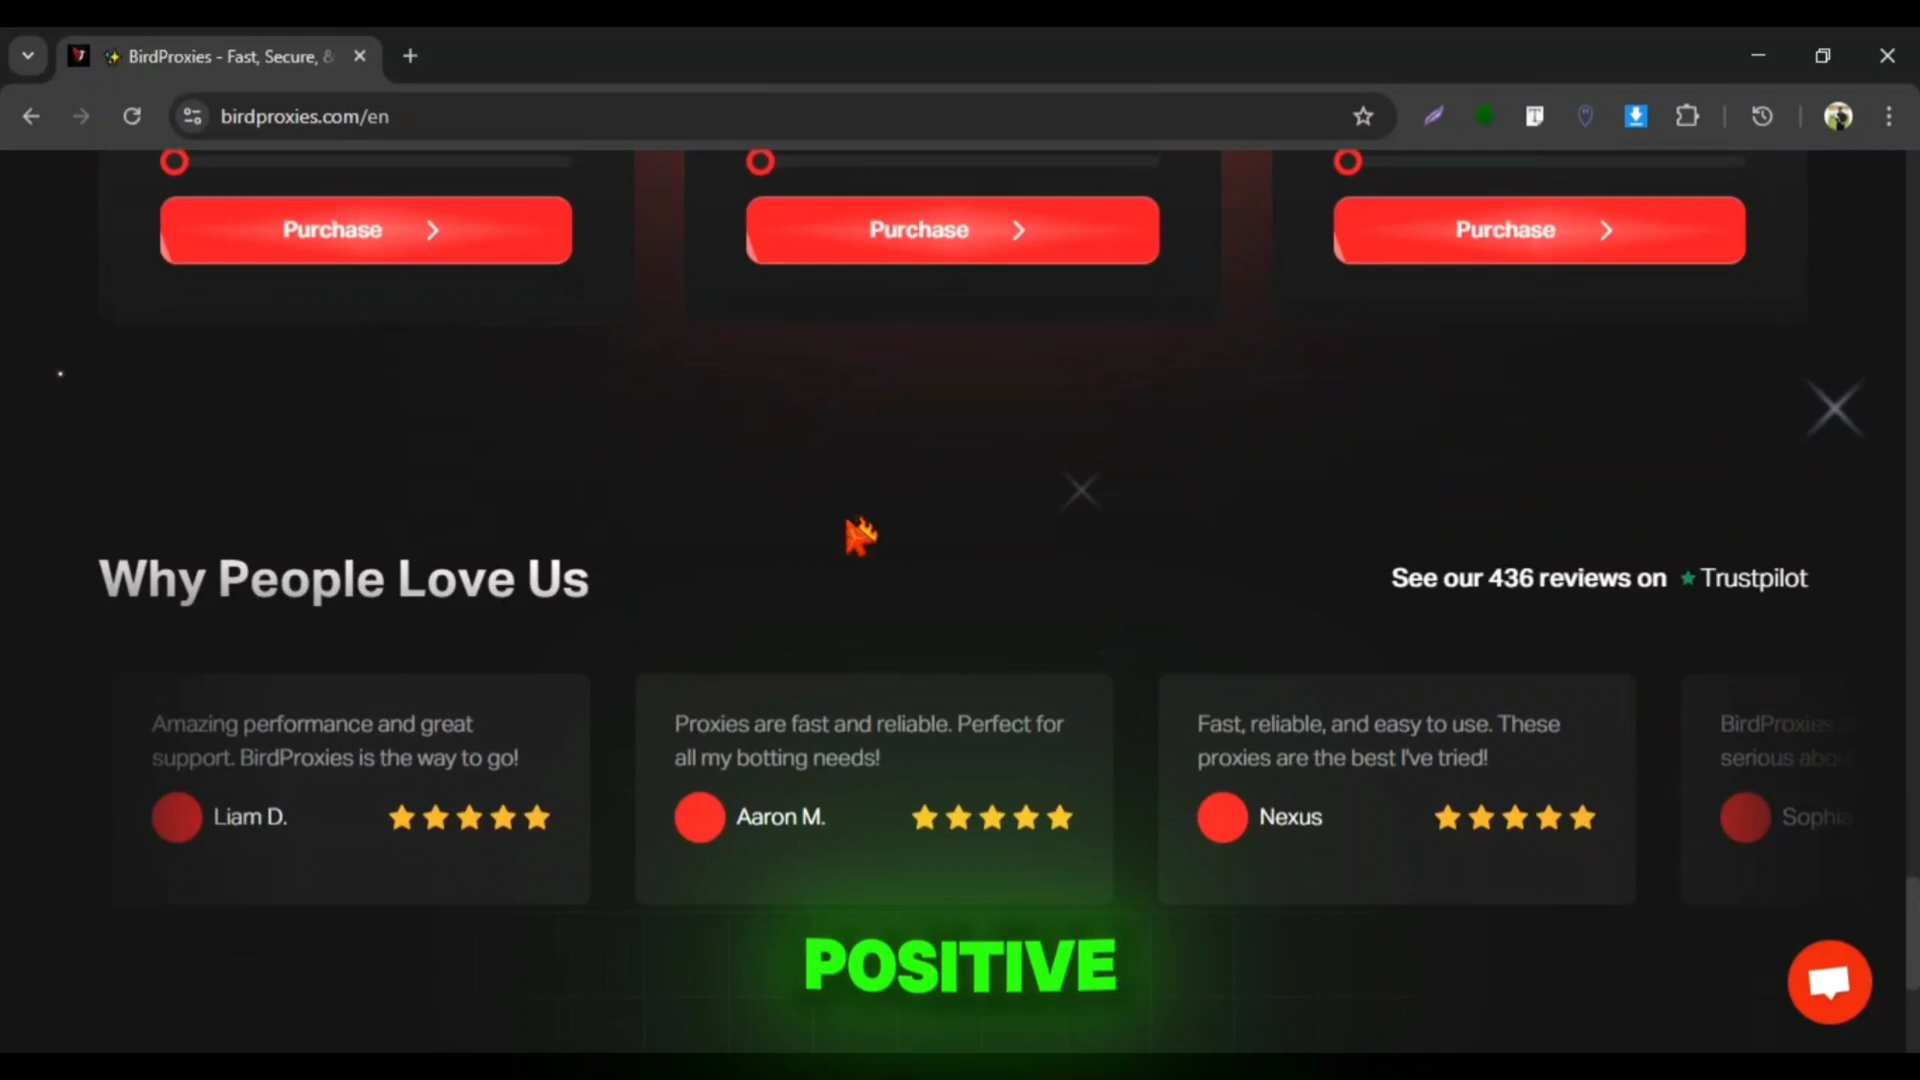 BirdProxies - Fast, Secure, &
birdproxies.com/en
Purchase
Purchase
Purchase
Why People Love Us
See our 436 reviews on Trustpilot
Amazing performance and great
support. BirdProxies is the way to go!
Liam D.
Proxies are fast and reliable. Perfect for
all my botting needs!
Aaron M.
Fast, reliable, and easy to use. These
proxies are the best I've tried!
Nexus
BirdProxies
serious
Sophia
POSITIVE